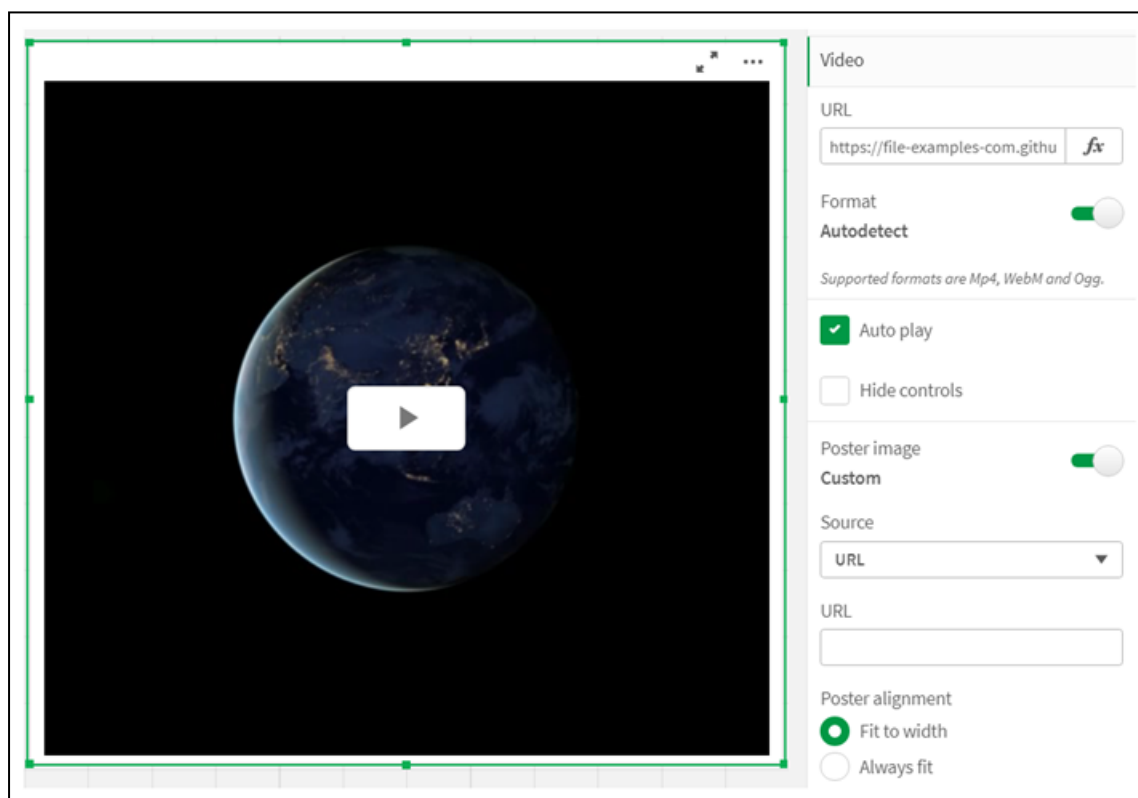 Video
URL
https://file-examples-com.githu
fx
Format
Autodetect
Supported formats are Mp4, WebM and Ogg.
Auto play
Hide controls
Poster image
Custom
Source
URL
URL
Poster alignment
Fit to width
Always fit